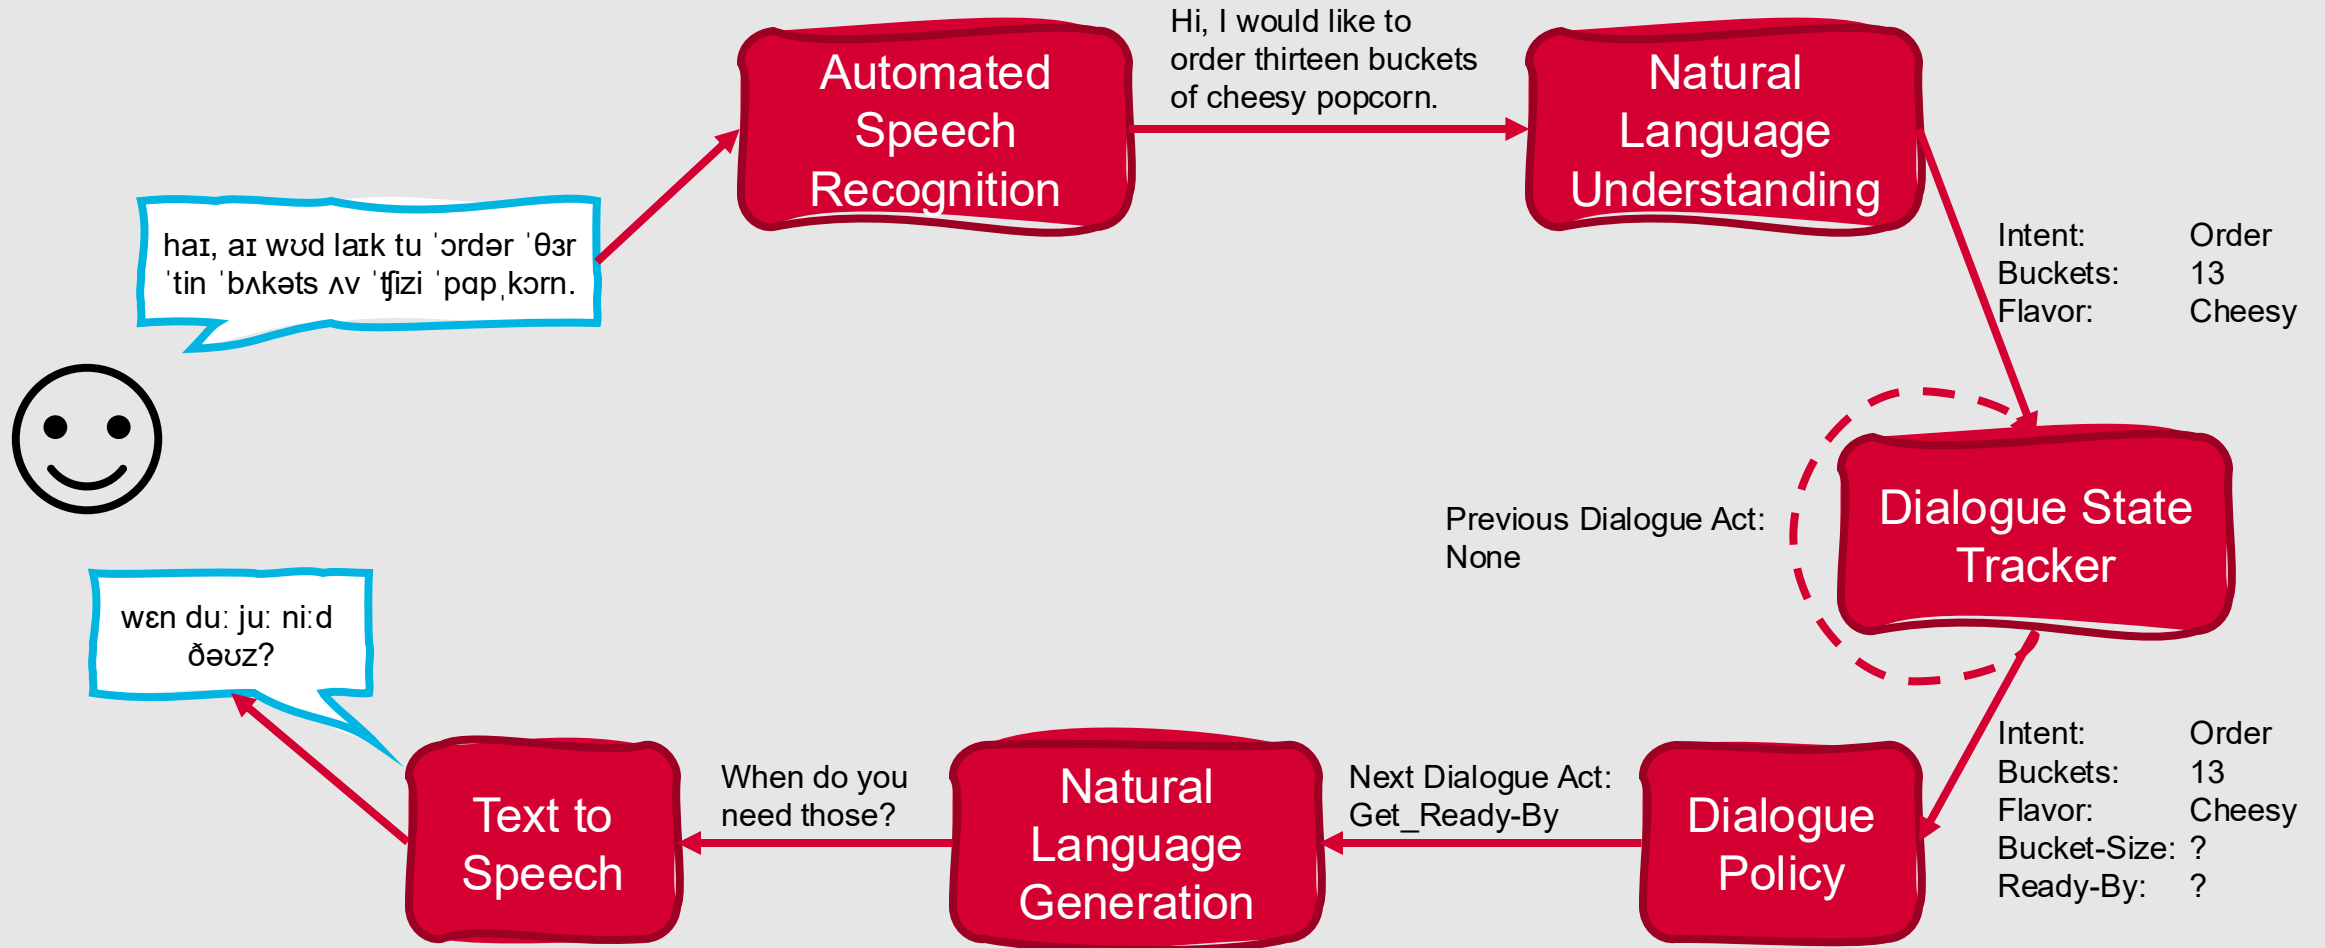 haɪ, aɪ wʊd laɪk tu ˈɔrdər ˈθɜr
ˈtin ˈbʌkəts ʌv ˈʧizi ˈpɑpˌkɔrn.
Automated
Speech
Recognition
Hi, I would like to
order thirteen buckets
of cheesy popcorn.
Natural
Language
Understanding
Intent: Order
Buckets: 13
Flavor: Cheesy
Previous Dialogue Act:
None
Dialogue State
Tracker
Intent: Order
Buckets: 13
Flavor: Cheesy
Bucket-Size: ?
Ready-By: ?
Dialogue
Policy
Next Dialogue Act:
Get_Ready-By
Natural
Language
Generation
When do you
need those?
Text to
Speech
wɛn duː juː niːd
ðəʊz?